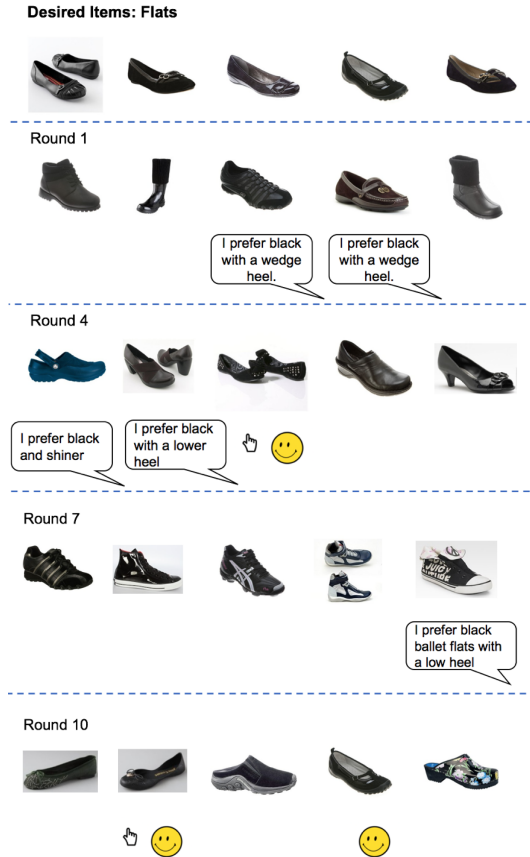 Desired Items: Flats
Round 1
I prefer black
with a wedge
heel.
I prefer black
with a wedge
heel.
Round 4
I prefer black
and shiner
I prefer black
with a lower
heel
Round 7
JUICY
I prefer black
ballet flats with
a low heel
Round 10